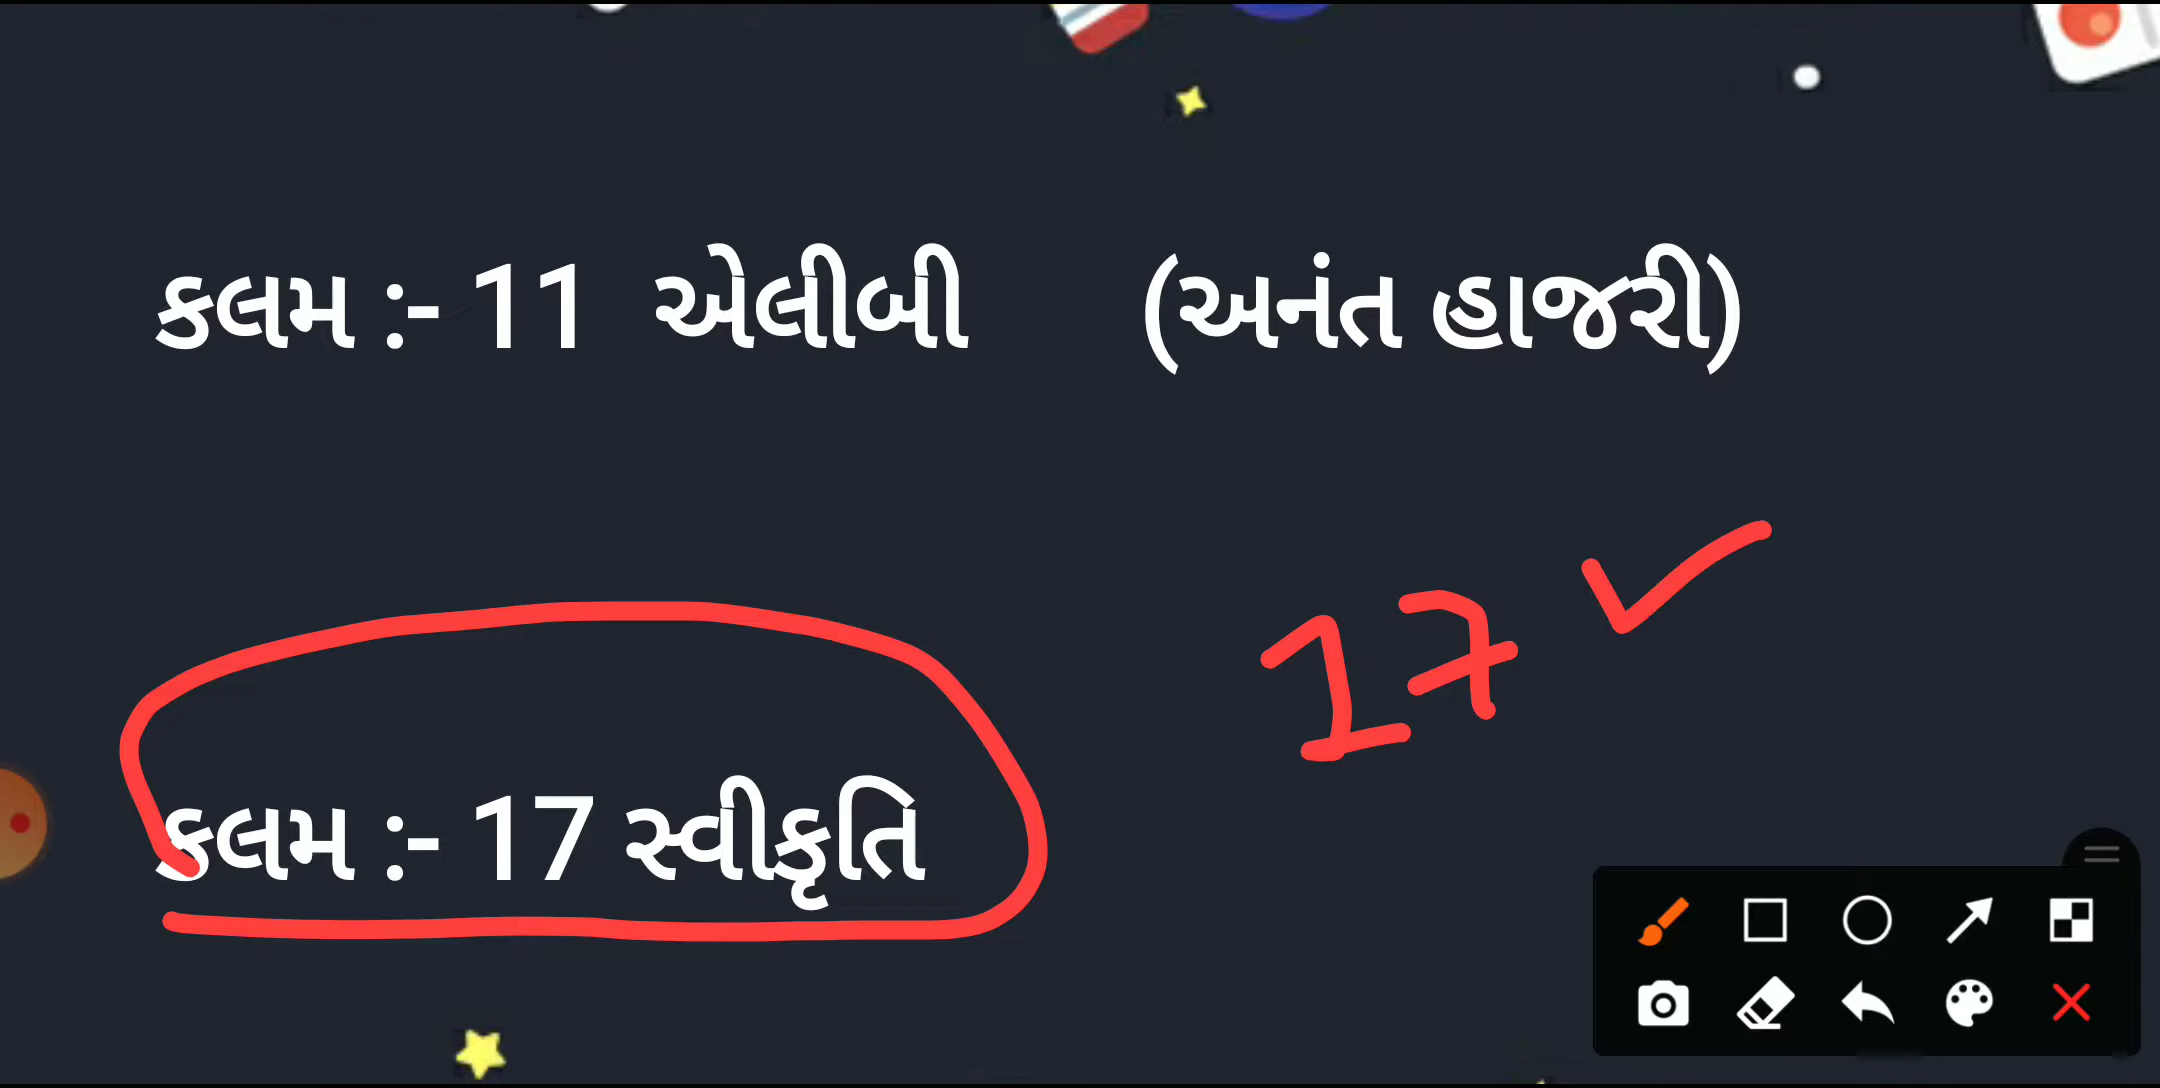 કલમ :- 11 એલીબી (અનંત હાજરી)
17
કલમ :- 17 સ્વીકૃતિ